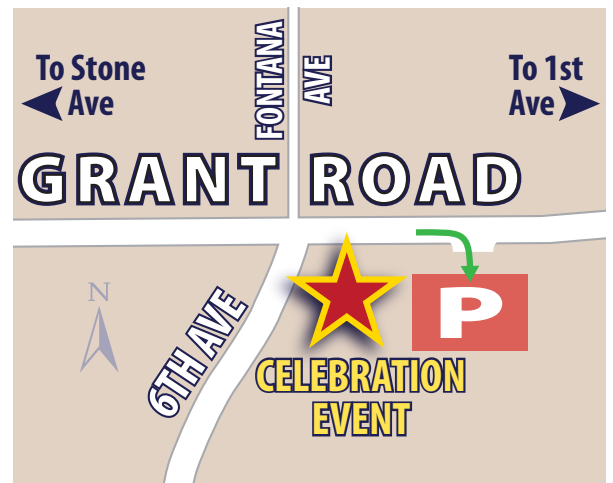 To Stone
Ave
FONTANA
AVE
To 1st
Ave
GRANT ROAD
N
6TH AVE
P
CELEBRATION
EVENT